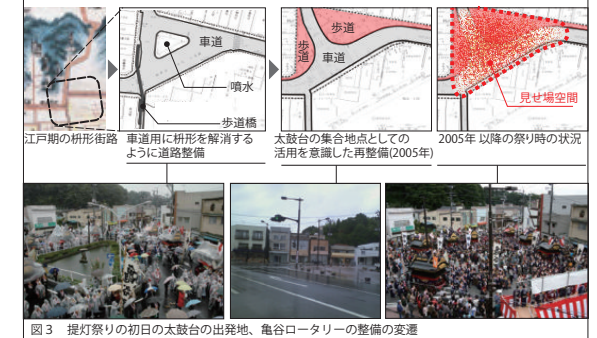 車道
噴水
歩道橋
歩道
歩道
車道
見せ場空間
江戸期の枡形街路
車道用に枡形を解消する
ように道路整備
太鼓台の集合地点としての
活用を意識した再整備(2005年)
2005年 以降の祭り時の状況
図3 提灯祭りの初日の太鼓台の出発地、亀谷ロータリーの整備の変遷